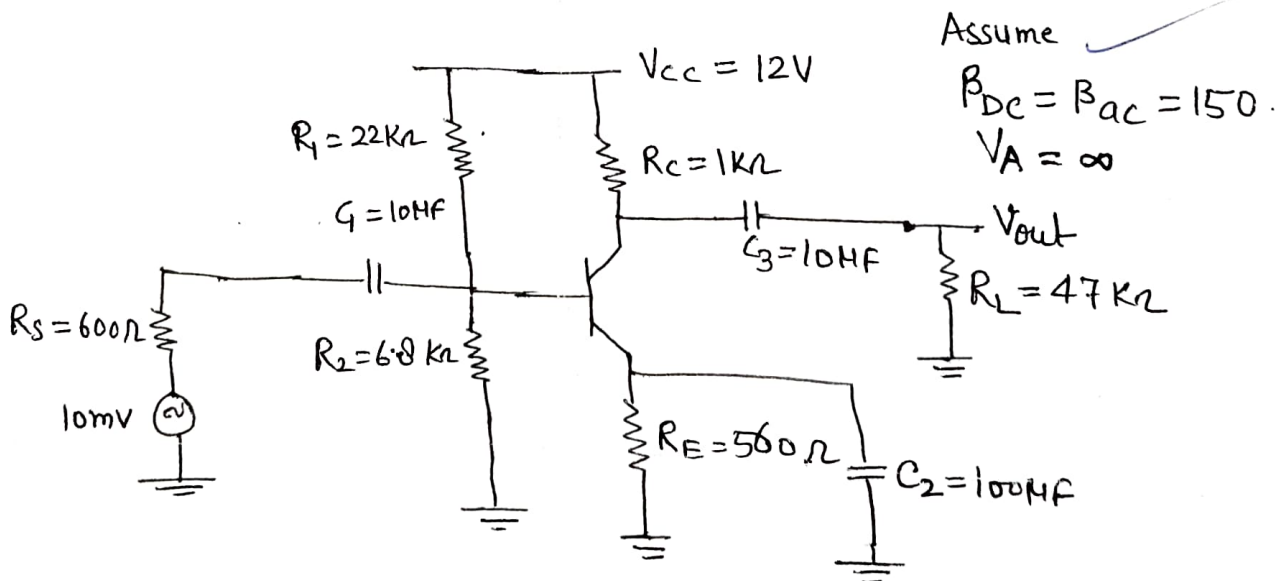 Assume
VCC = 12V
βDC = βac = 150.
VA = ∞
R1 = 22KΩ
RC = 1KΩ
C1 = 10μF
Vout
C3 = 10μF
RL = 47 KΩ
RS = 600Ω
R2 = 6.8 KΩ
10mV
RE = 560Ω
C2 = 100μF